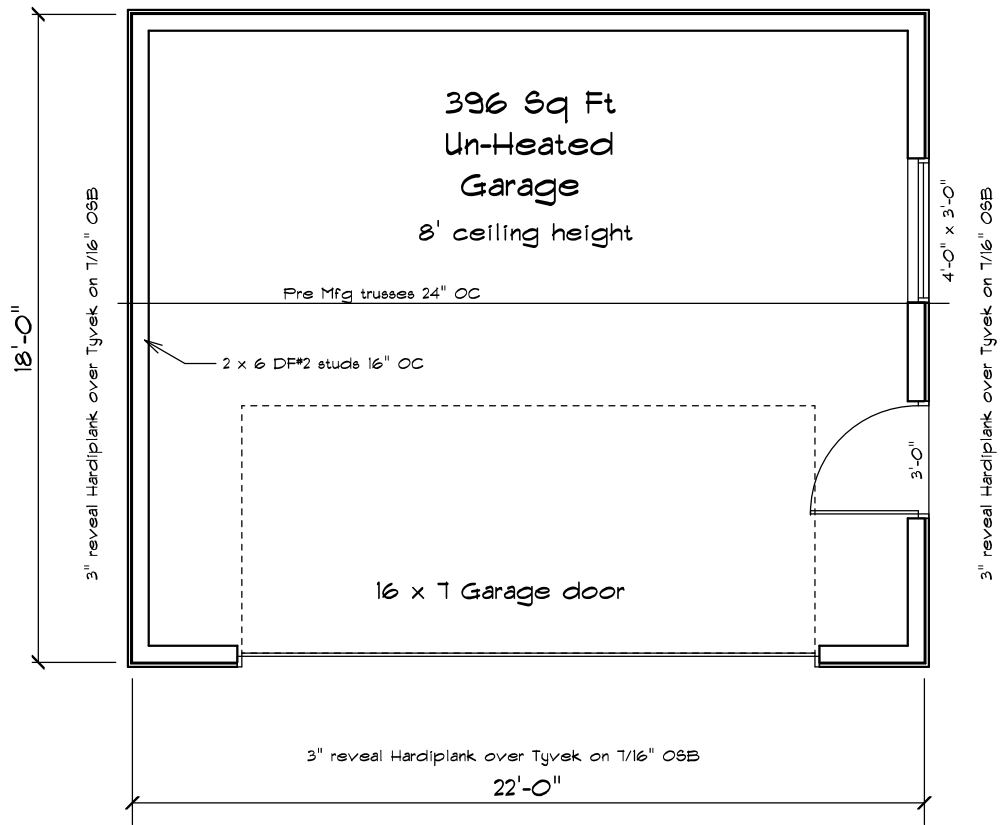 396 Sq Ft
Un-Heated
Garage
8' ceiling height
4'-0" x 3'-0"
3" reveal Hardiplank over Tyvek on 7/16" OSB
3" reveal Hardiplank over Tyvek on 7/16" OSB
Pre Mfg trusses 24" OC
18'-0"
2 x 6 DF#2 studs 16" OC
3'-0"
16 x 7 Garage door
3" reveal Hardiplank over Tyvek on 7/16" OSB
22'-0"